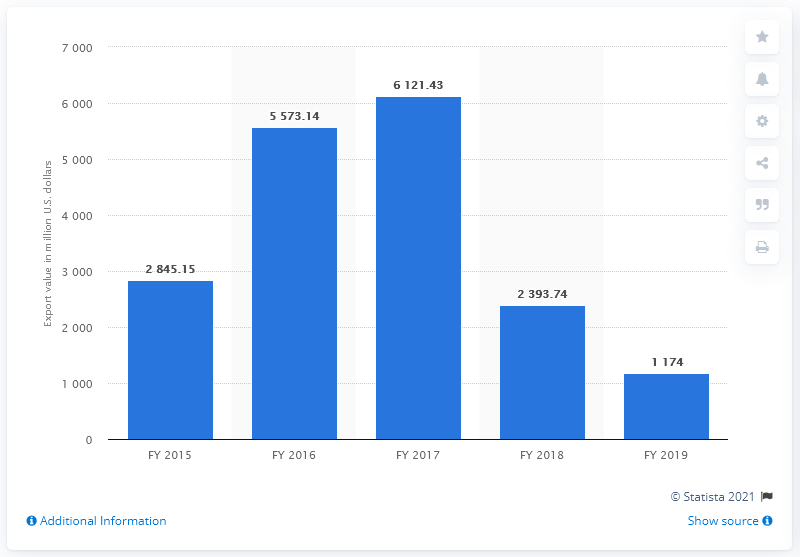 7 000
6 000
5 000
4 000
3 000
2 000
1 000
0
Export value in million U.S. dollars
2 845.15
5 573.14
6 121.43
2 393.74
1 174
FY 2015
FY 2016
FY 2017
FY 2018
FY 2019
© Statista 2021
Additional Information
Show source